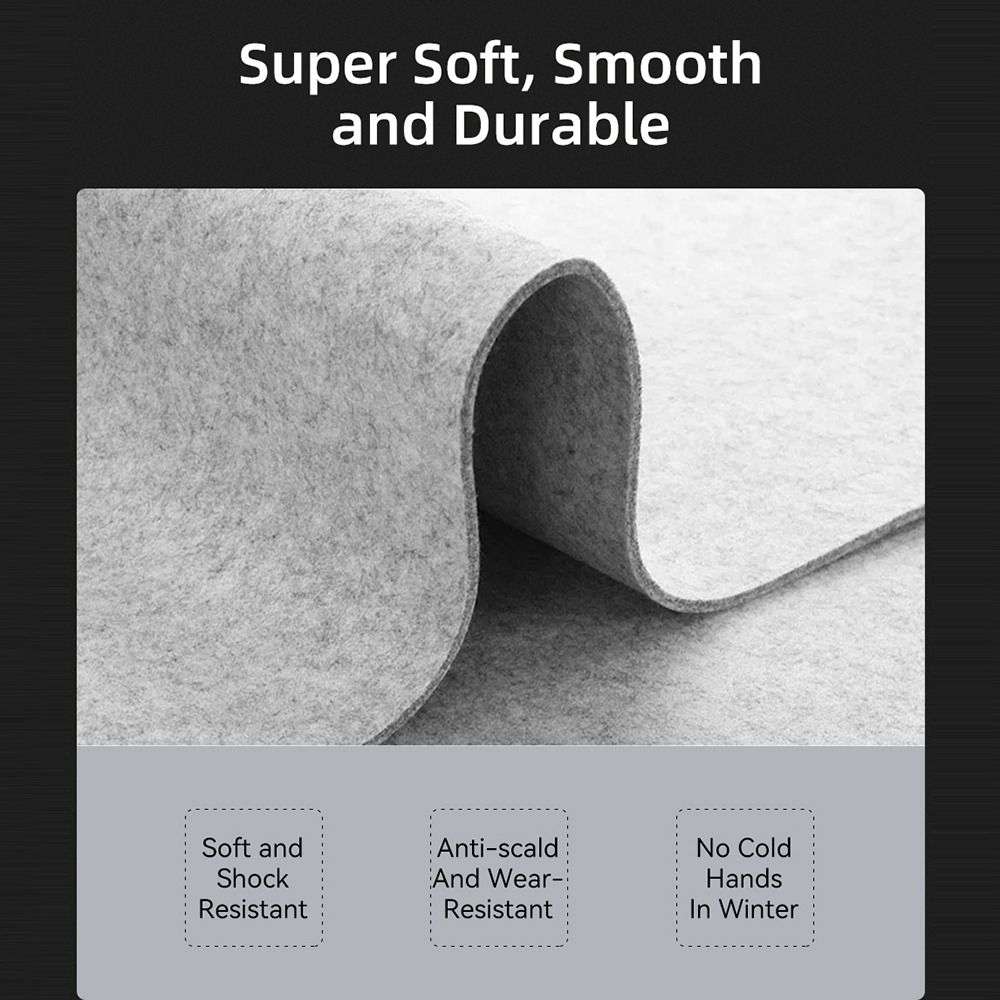 Super Soft, Smooth
and Durable
Soft and
Shock
Resistant
Anti-scald
And Wear-
Resistant
No Cold
Hands
In Winter